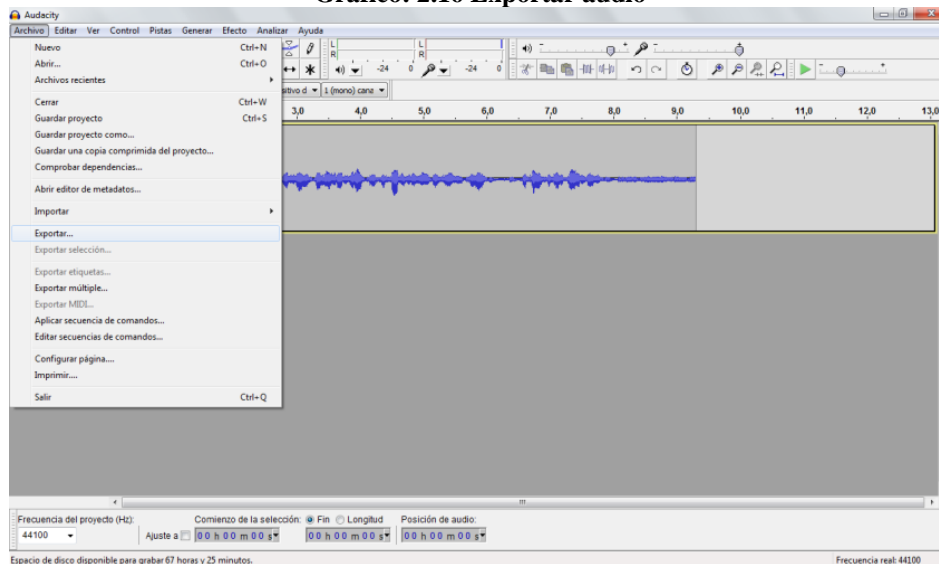 Gráfico: 2.16 Exportar audio
Audacity
Archivo Editar Ver Control Pistas Generar Efecto Analizar Ayuda
Nuevo Ctrl+N
Abrir... Ctrl+O
Archivos recientes
Cerrar Ctrl+W
Guardar proyecto Ctrl+S
Guardar proyecto como...
Guardar una copia comprimida del proyecto...
Comprobar dependencias...
Abrir editor de metadatos...
Importar
Exportar...
Exportar selección...
Exportar etiquetas...
Exportar múltiple...
Exportar MIDI...
Aplicar secuencia de comandos...
Editar secuencias de comandos...
Configurar página....
Imprimir....
Salir Ctrl+Q
L L
R R
-24 0 -24 0
sitivo d 1 (mono) cana
3,0 4,0 5,0 6,0 7,0 8,0 9,0 10,0 11,0 12,0 13,0
Frecuencia del proyecto (Hz): Comienzo de la selección: Fin Longitud Posición de audio:
44100 Ajuste a 00 h 00 m 00 s 00 h 00 m 00 s 00 h 00 m 00 s
Espacio de disco disponible para grabar 67 horas y 25 minutos. Frecuencia real: 44100